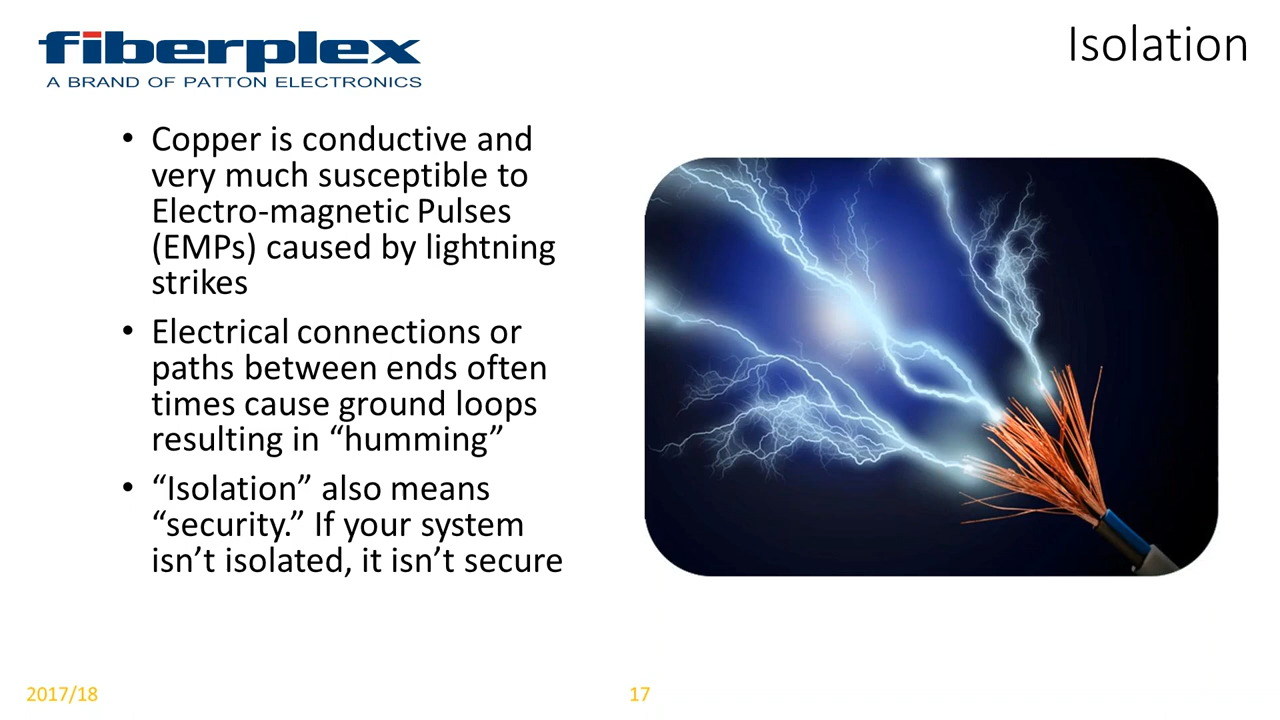 fiberplex
A BRAND OF PATTON ELECTRONICS
Isolation
• Copper is conductive and
very much susceptible to
Electro-magnetic Pulses
(EMPs) caused by lightning
strikes
• Electrical connections or
paths between ends often
times cause ground loops
resulting in “humming”
• “Isolation” also means
“security.” If your system
isn’t isolated, it isn’t secure
2017/18
17